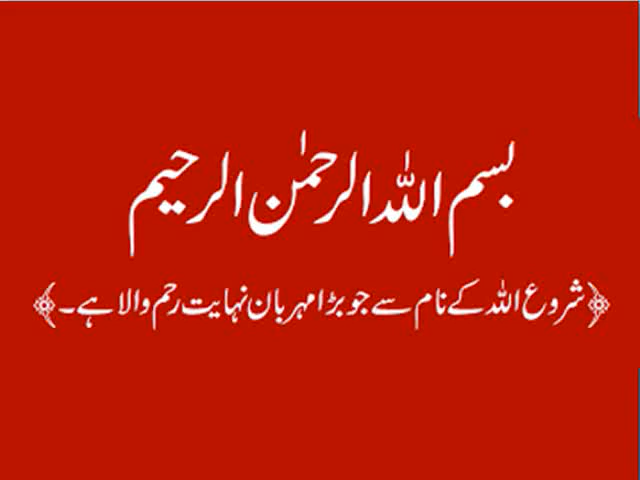 بسم اللہ الرحمٰن الرحیم
﴿شروع اللہ کے نام سے جو بڑا مہربان نہایت رحم والا ہے۔﴾